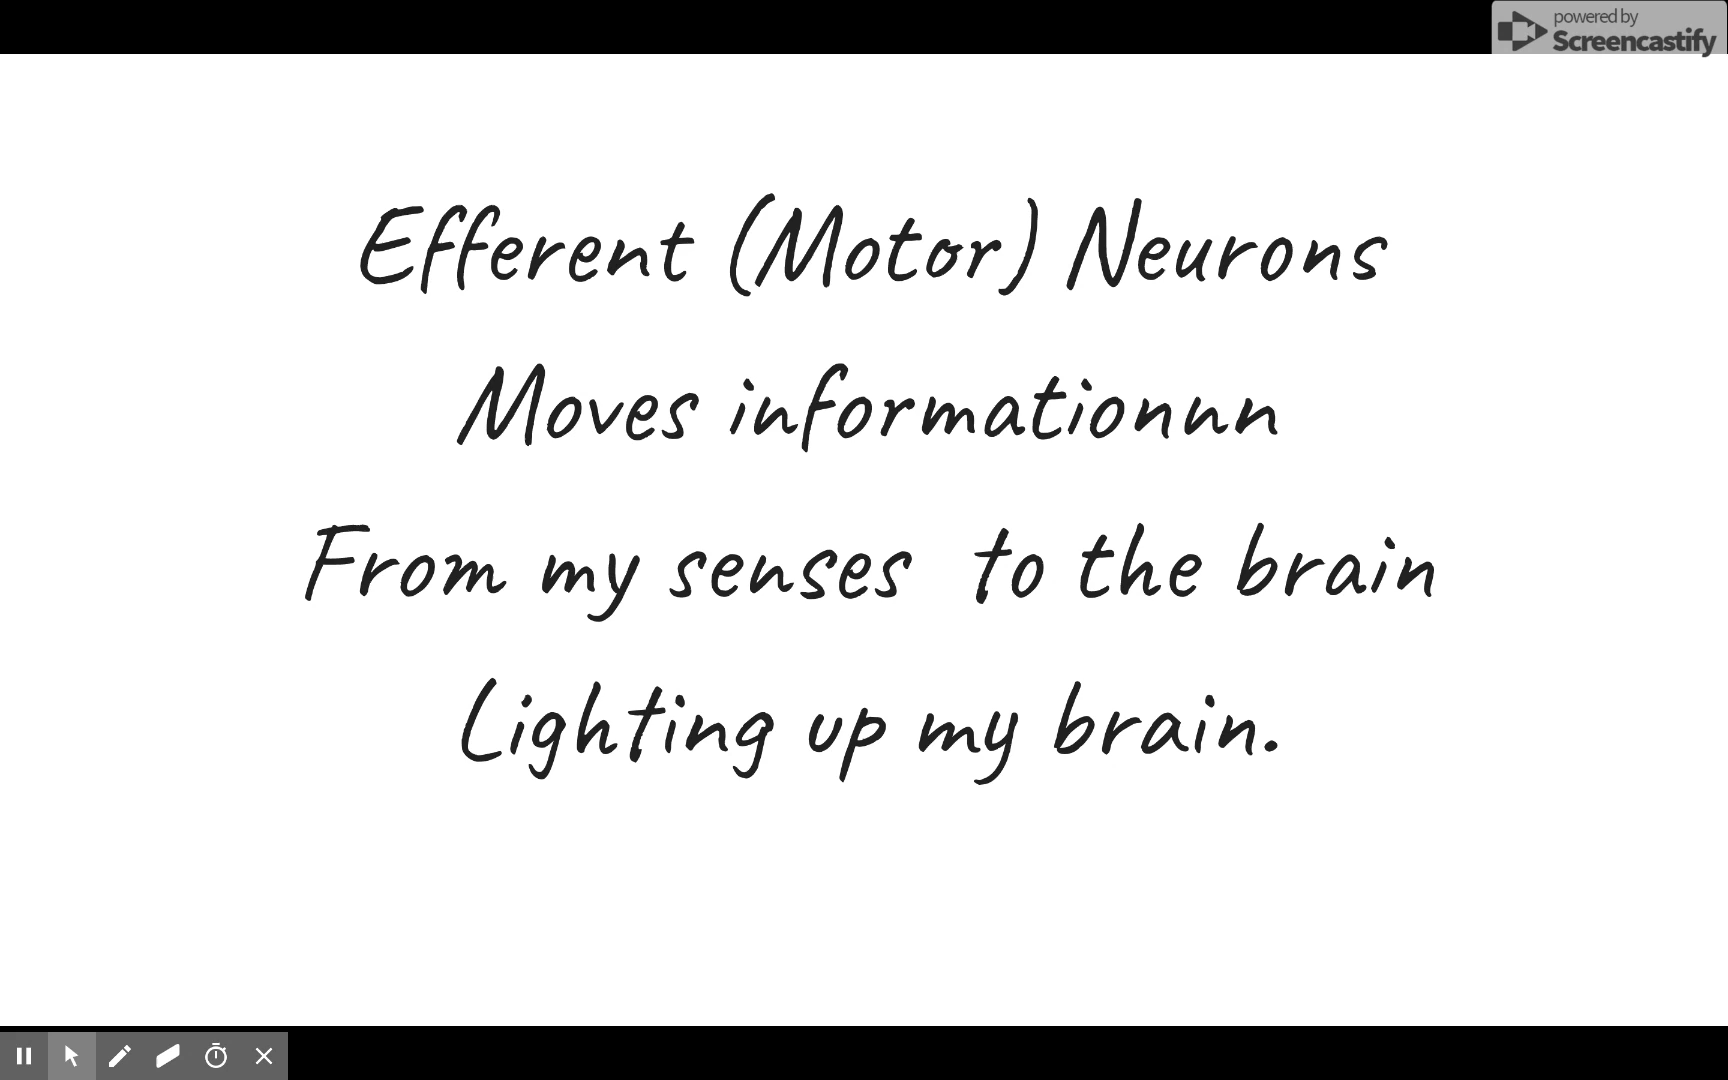 powered by
Screencastify
Efferent (Motor) Neurons
Moves informationnn
From my senses to the brain
Lighting up my brain.